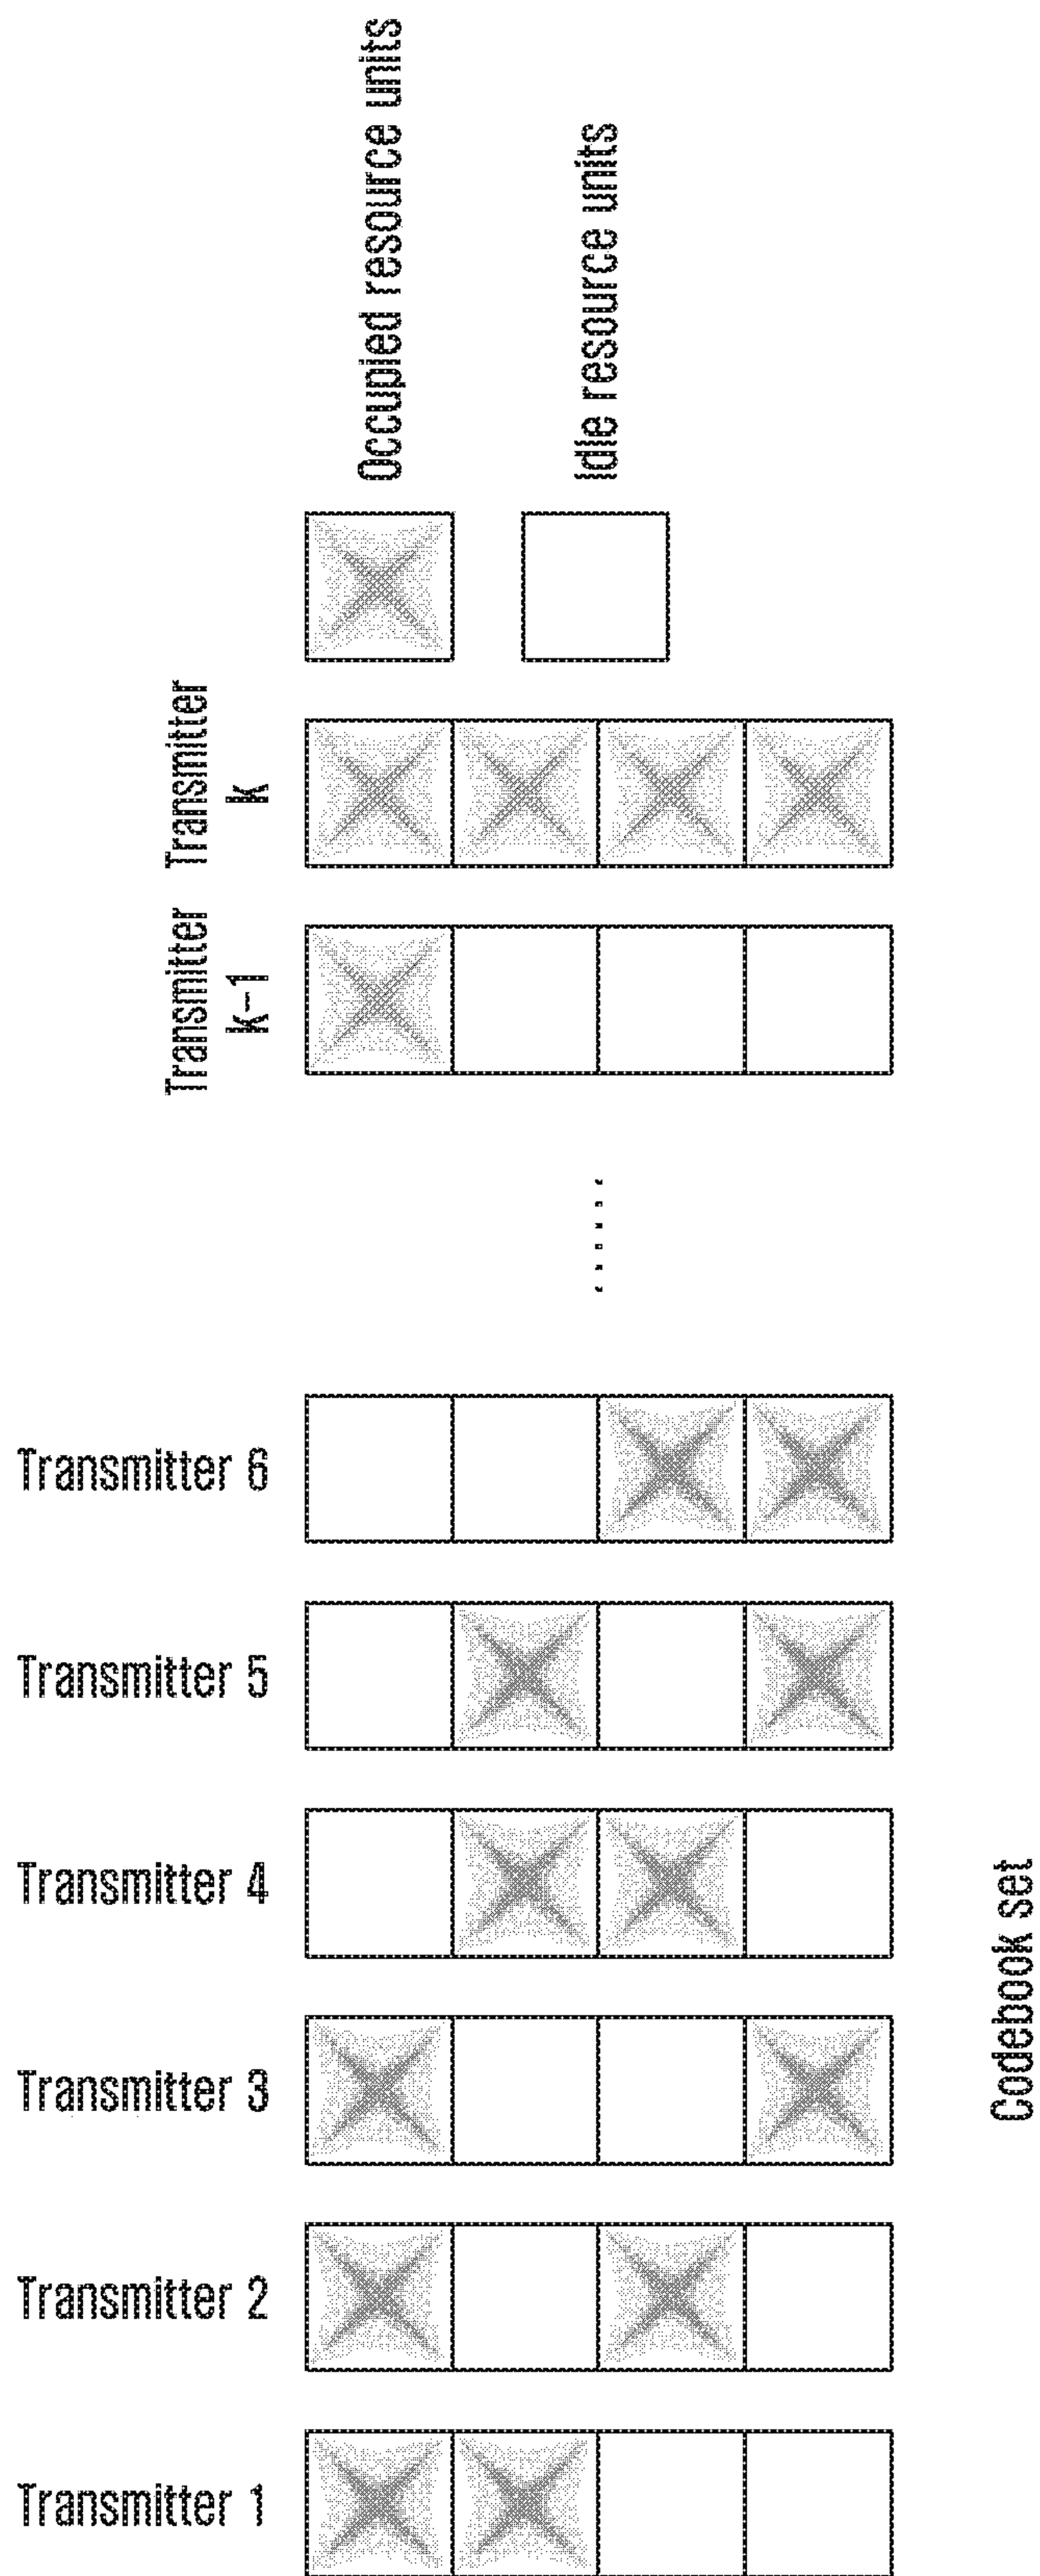 Transmitter 1
Transmitter 2
Transmitter 3
Transmitter 4
Transmitter 5
Transmitter 6
......
Transmitter
k-1
Transmitter
k
Occupied resource units
Idle resource units
Codebook set